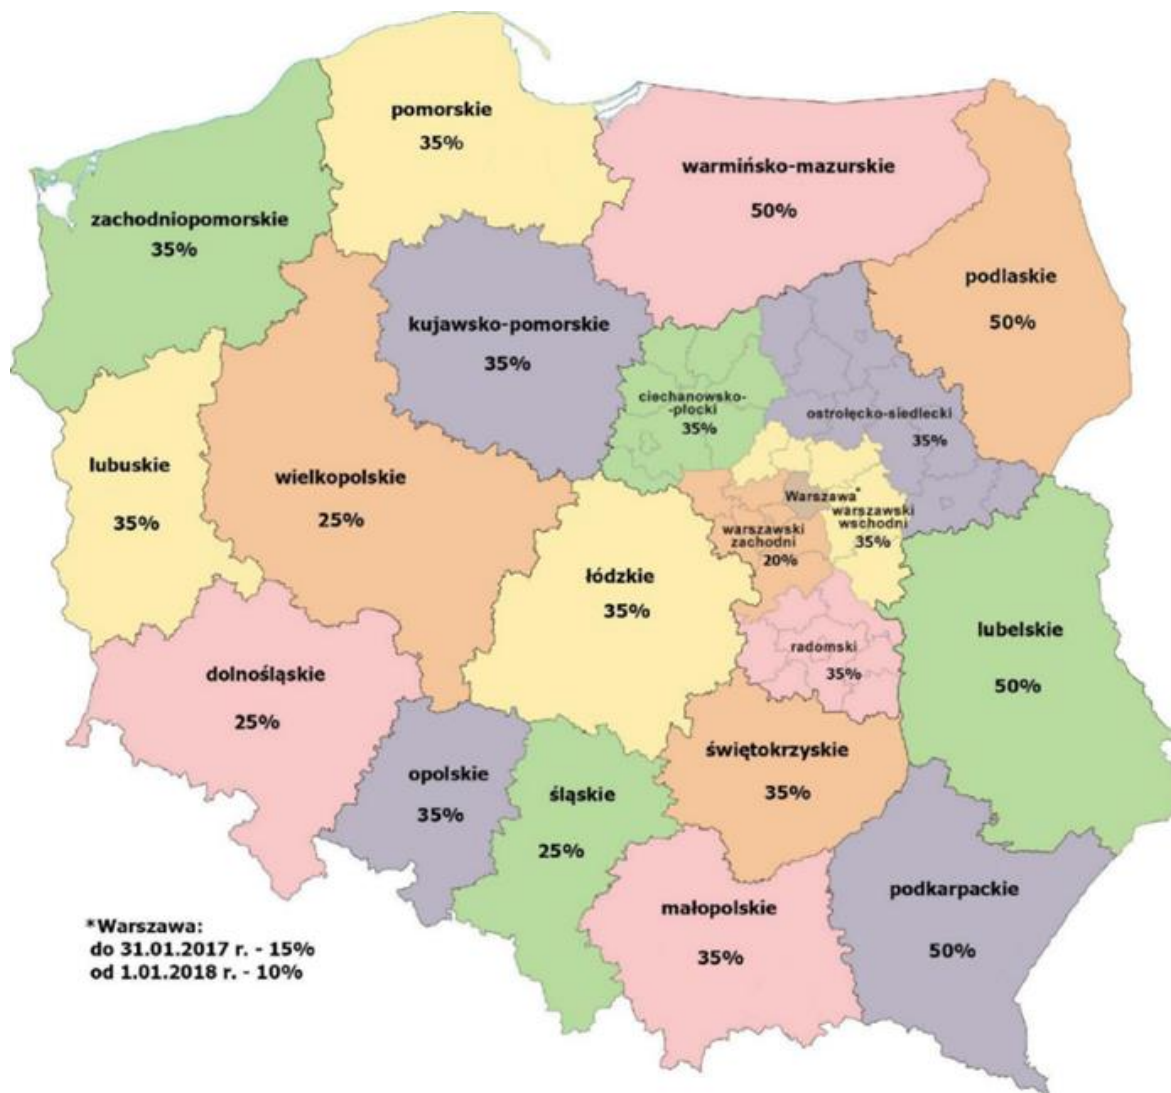 pomorskie
35%
warmińsko-mazurskie
50%
zachodniopomorskie
35%
podlaskie
50%
kujawsko-pomorskie
35%
ciechanowsko-
-płocki
35%
ostrołęcko-siedlecki
35%
lubuskie
35%
wielkopolskie
25%
Warszawa*
warszawski
wschodni
35%
warszawski
zachodni
20%
łódzkie
35%
radomski
35%
lubelskie
50%
dolnośląskie
25%
opolskie
35%
śląskie
25%
świętokrzyskie
35%
małopolskie
35%
podkarpackie
50%
*Warszawa:
do 31.01.2017 r. - 15%
od 1.01.2018 r. - 10%